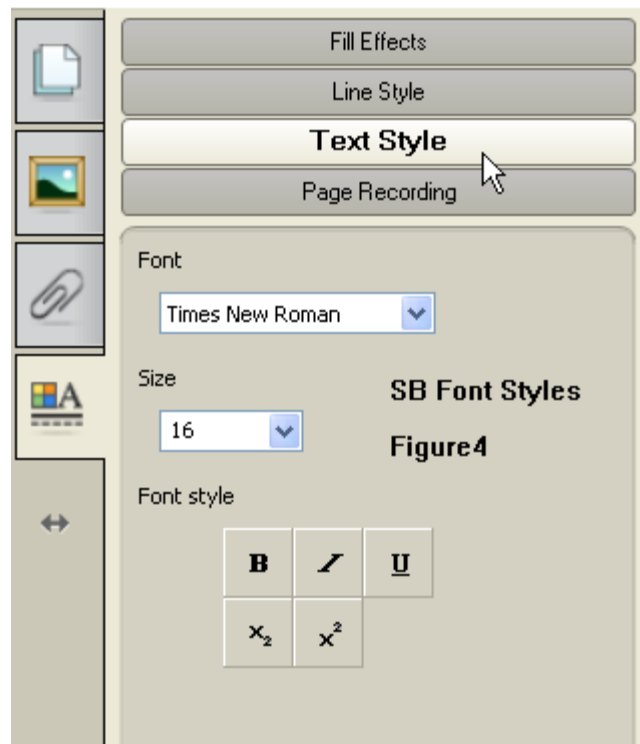 Fill Effects
Line Style
Text Style
Page Recording
Font
Times New Roman
Size
16
SB Font Styles
Figure4
Font style
B I U
x₂ x²
A